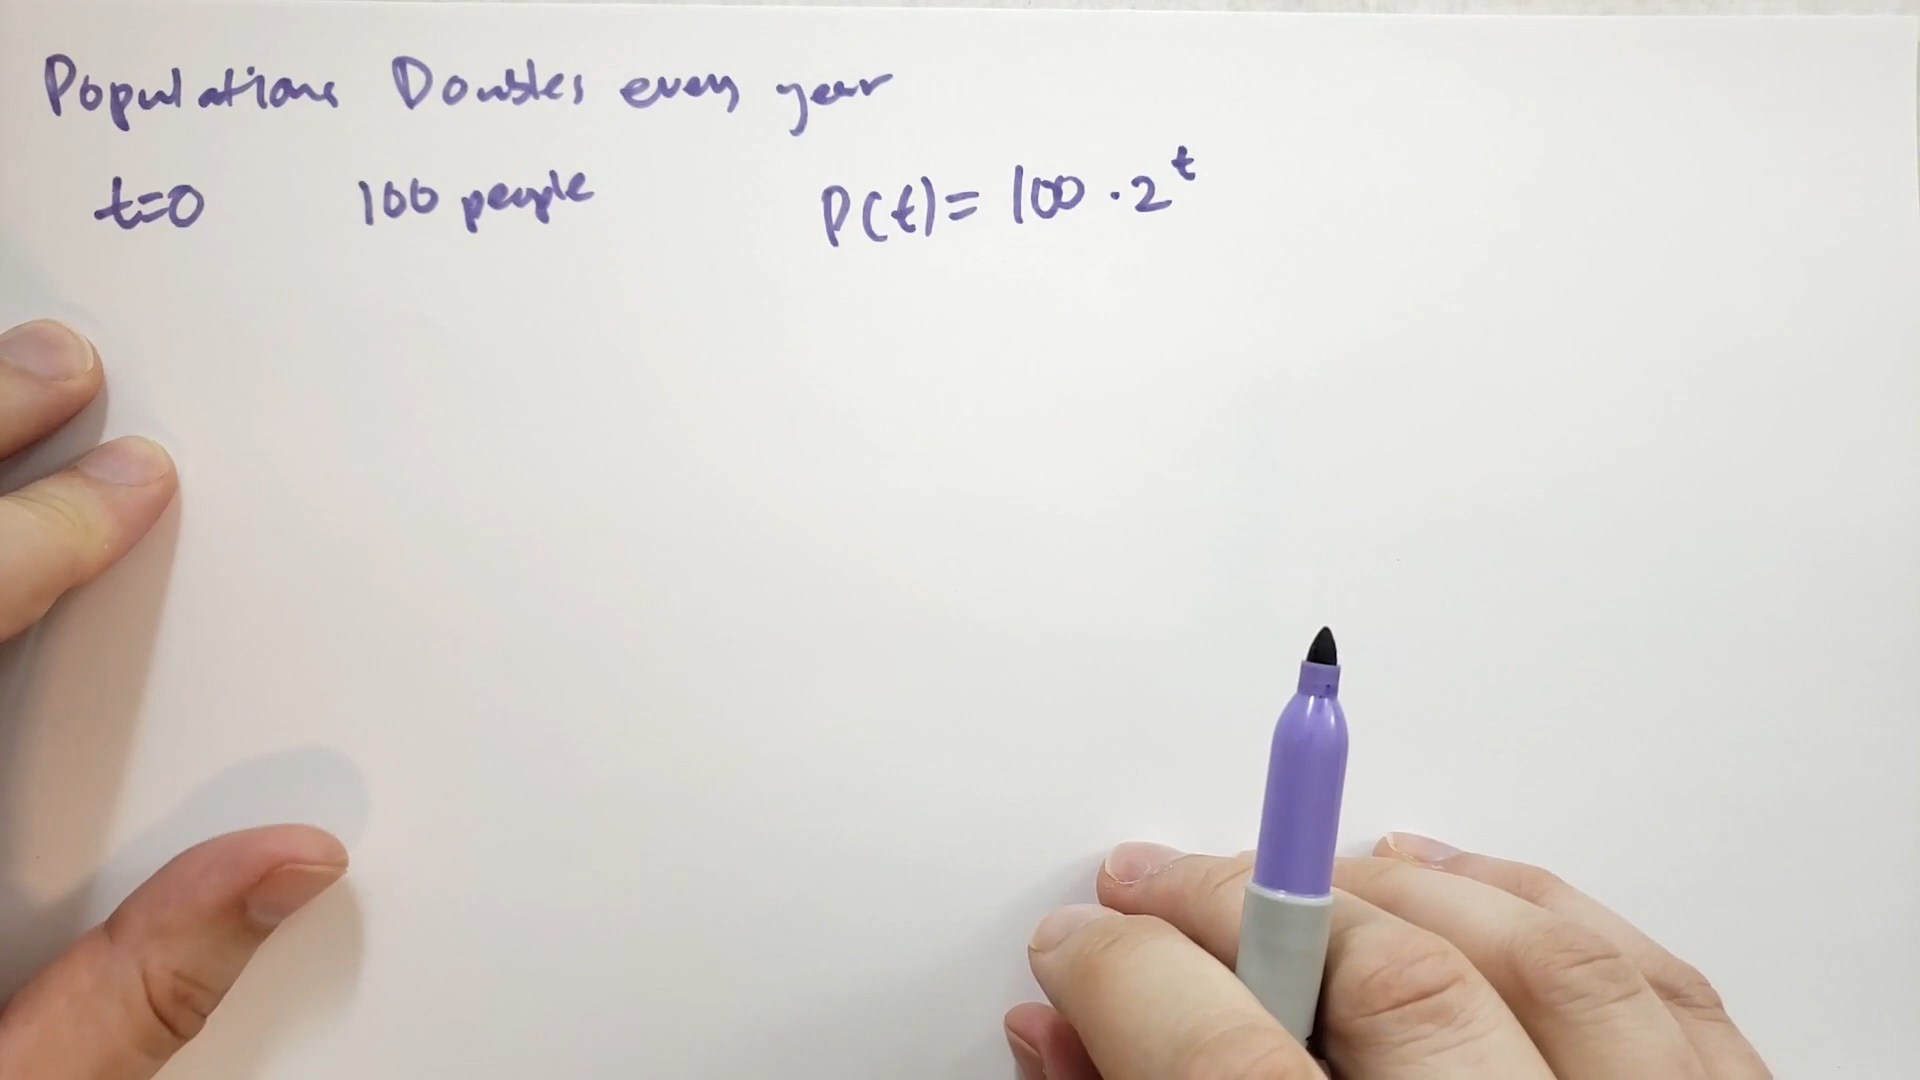 Populations Doubles every year
t=0 100 people P(t)= 100 · 2^t